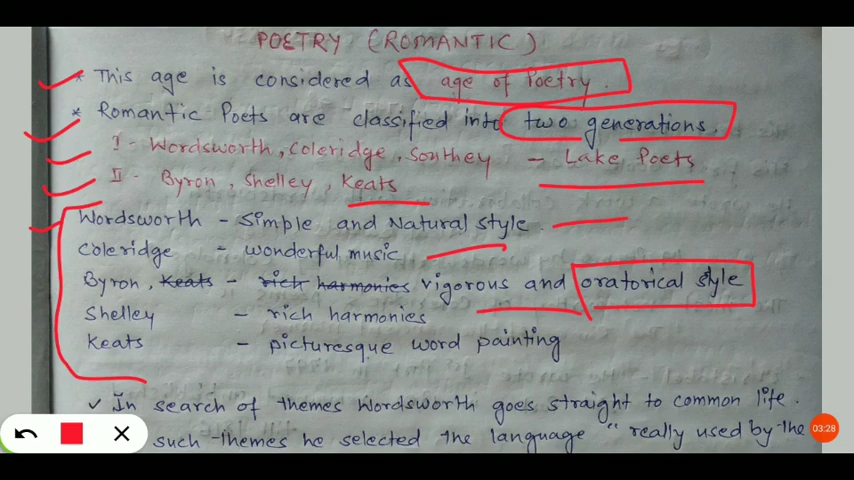 POETRY (ROMANTIC)
* This age is considered as age of Poetry.
* Romantic Poets are classified into two generations.
I - Wordsworth, Coleridge, Southey - Lake Poets
II - Byron, Shelley, Keats
Wordsworth - Simple and Natural style
Coleridge - wonderful music
Byron, Keats - rich harmonies vigorous and oratorical style
Shelley - rich harmonies
Keats - picturesque word painting
✓ In search of themes Wordsworth goes straight to common life.
such themes he selected the language "really used by the
03:28